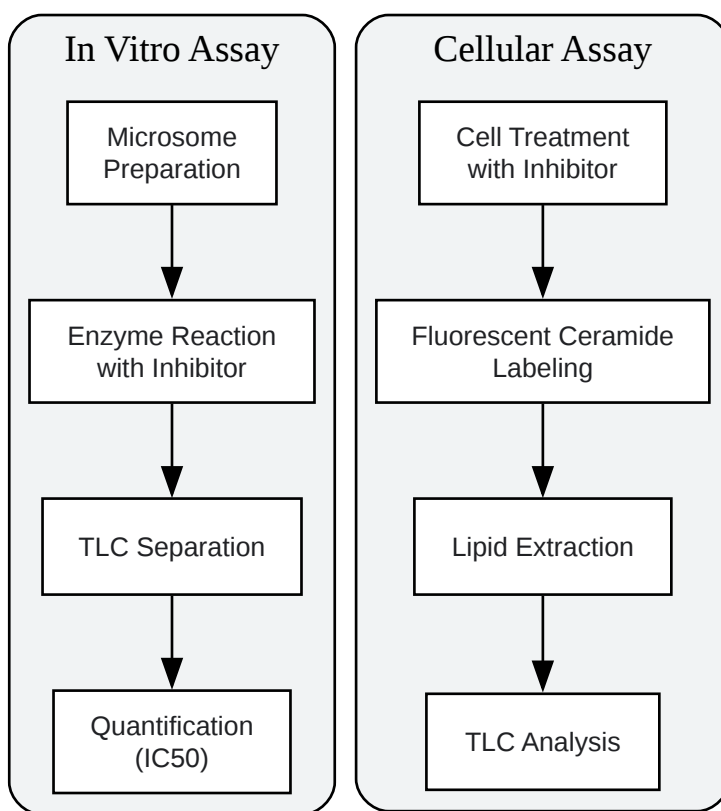 In Vitro Assay
Microsome
Preparation
Enzyme Reaction
with Inhibitor
TLC Separation
Quantification
(IC50)
Cellular Assay
Cell Treatment
with Inhibitor
Fluorescent Ceramide
Labeling
Lipid Extraction
TLC Analysis